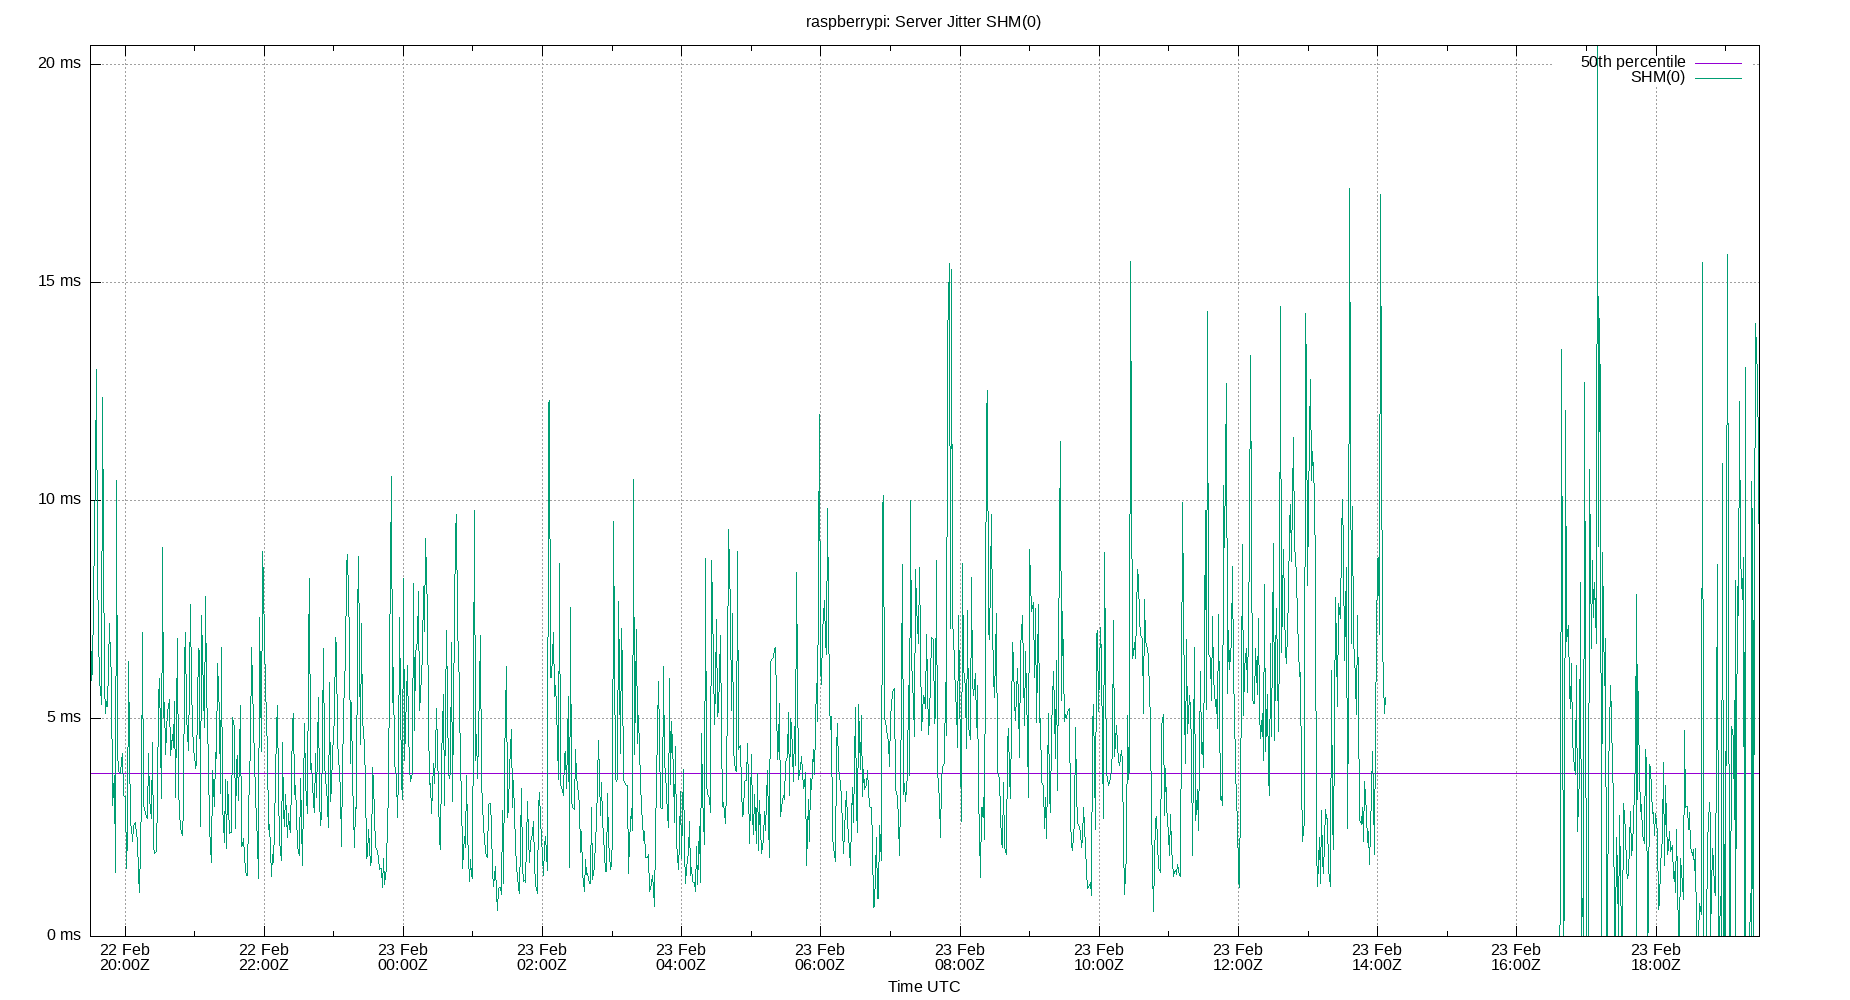 raspberrypi: Server Jitter SHM(0)
20 ms
50th percentile
SHM(0)
15 ms
10 ms
5 ms
0 ms
22 Feb 22 Feb 23 Feb 23 Feb 23 Feb 23 Feb 23 Feb 23 Feb 23 Feb 23 Feb 23 Feb 23 Feb
20:00Z 22:00Z 00:00Z 02:00Z 04:00Z 06:00Z 08:00Z 10:00Z 12:00Z 14:00Z 16:00Z 18:00Z
Time UTC